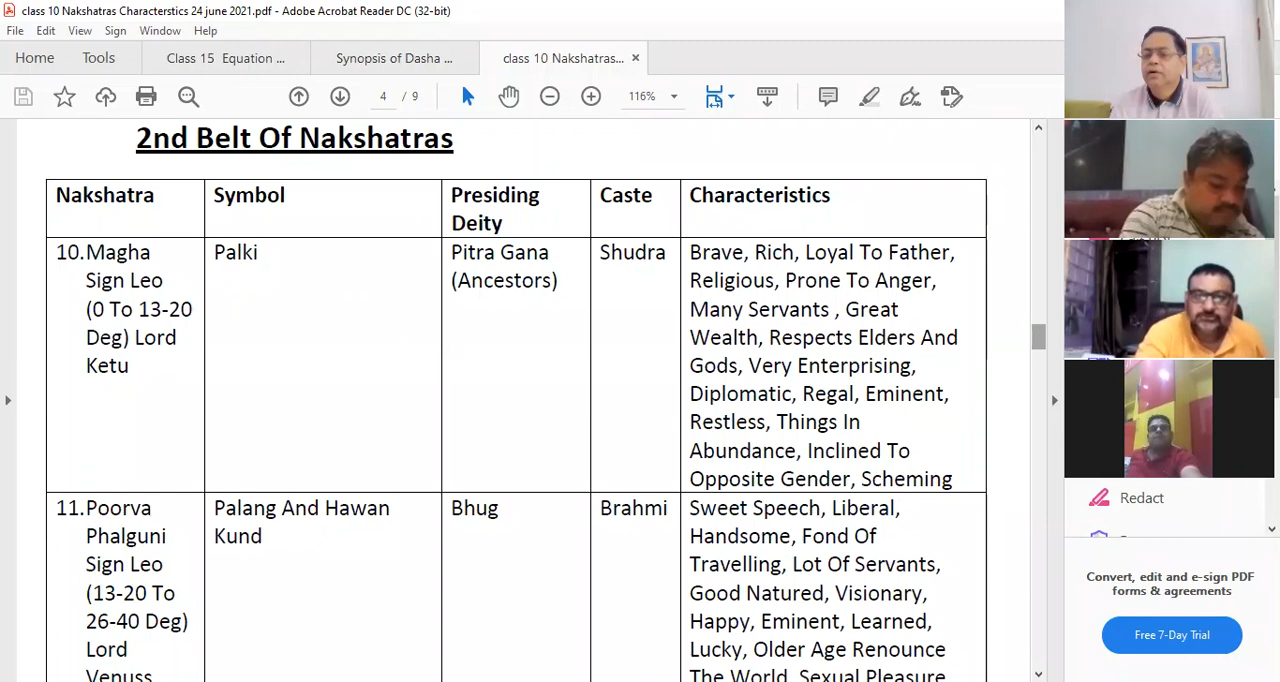 class 10 Nakshatras Characterstics 24 june 2021.pdf - Adobe Acrobat Reader DC (32-bit)
File Edit View Sign Window Help
Home Tools Class 15 Equation ... Synopsis of Dasha ... class 10 Nakshatras... ×
4 / 9 116%
2nd Belt Of Nakshatras
Nakshatra Symbol Presiding Deity Caste Characteristics
10. Magha
Sign Leo
(0 To 13-20
Deg) Lord
Ketu
Palki
Pitra Gana
(Ancestors)
Shudra
Brave, Rich, Loyal To Father,
Religious, Prone To Anger,
Many Servants , Great
Wealth, Respects Elders And
Gods, Very Enterprising,
Diplomatic, Regal, Eminent,
Restless, Things In
Abundance, Inclined To
Opposite Gender, Scheming
11. Poorva
Phalguni
Sign Leo
(13-20 To
26-40 Deg)
Lord
Venuss
Palang And Hawan
Kund
Bhug
Brahmi
Sweet Speech, Liberal,
Handsome, Fond Of
Travelling, Lot Of Servants,
Good Natured, Visionary,
Happy, Eminent, Learned,
Lucky, Older Age Renounce
The World, Sexual Pleasure
Redact
Convert, edit and e-sign PDF
forms & agreements
Free 7-Day Trial